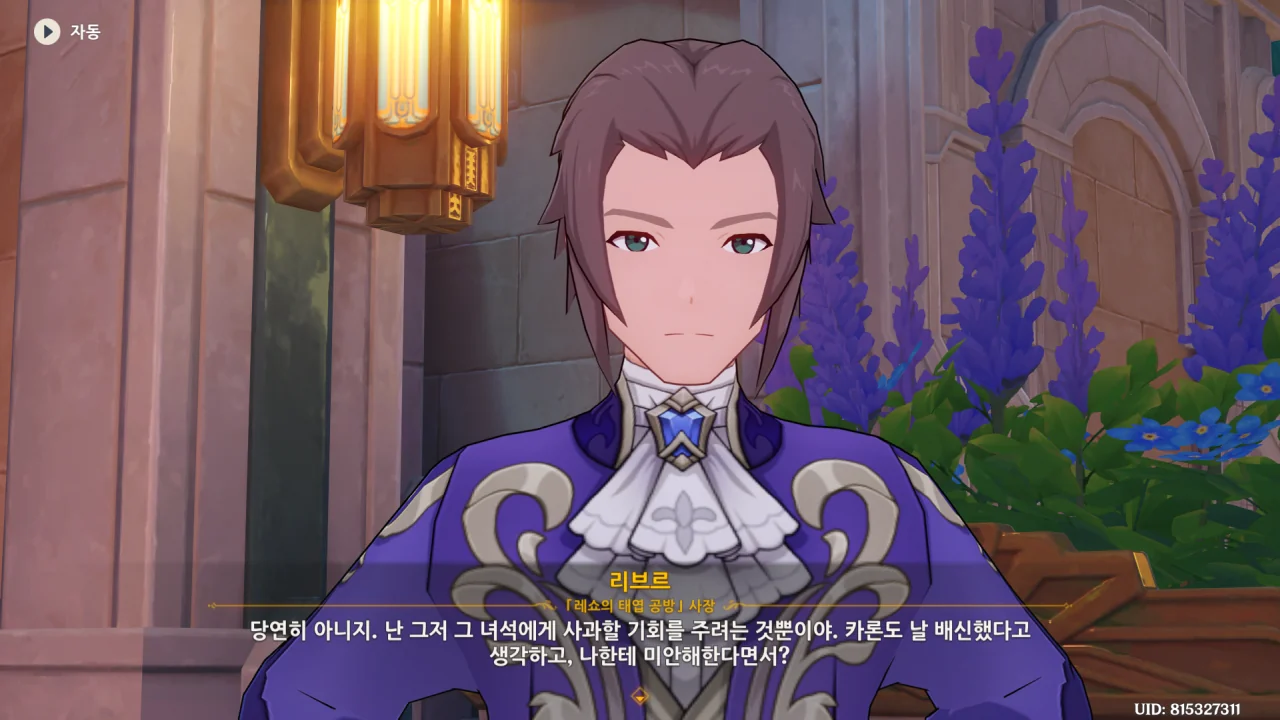 자동
리브르
「레쇼의 태엽 공방」 사장
당연히 아니지. 난 그저 그 녀석에게 사과할 기회를 주려는 것뿐이야. 카론도 날 배신했다고
생각하고, 나한테 미안해한다면서?
UID: 815327311